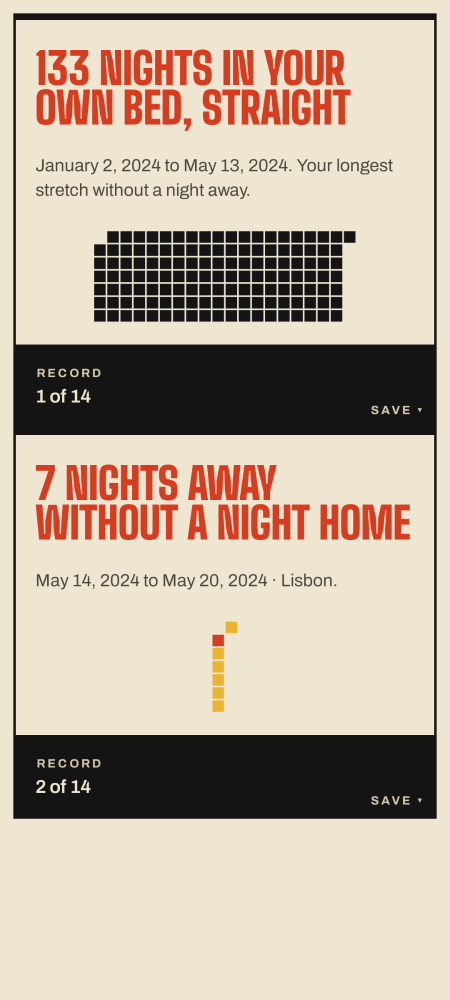 133 NIGHTS IN YOUR
OWN BED, STRAIGHT
January 2, 2024 to May 13, 2024. Your longest
stretch without a night away.
RECORD
1 of 14
SAVE ▾
7 NIGHTS AWAY
WITHOUT A NIGHT HOME
May 14, 2024 to May 20, 2024 · Lisbon.
RECORD
2 of 14
SAVE ▾